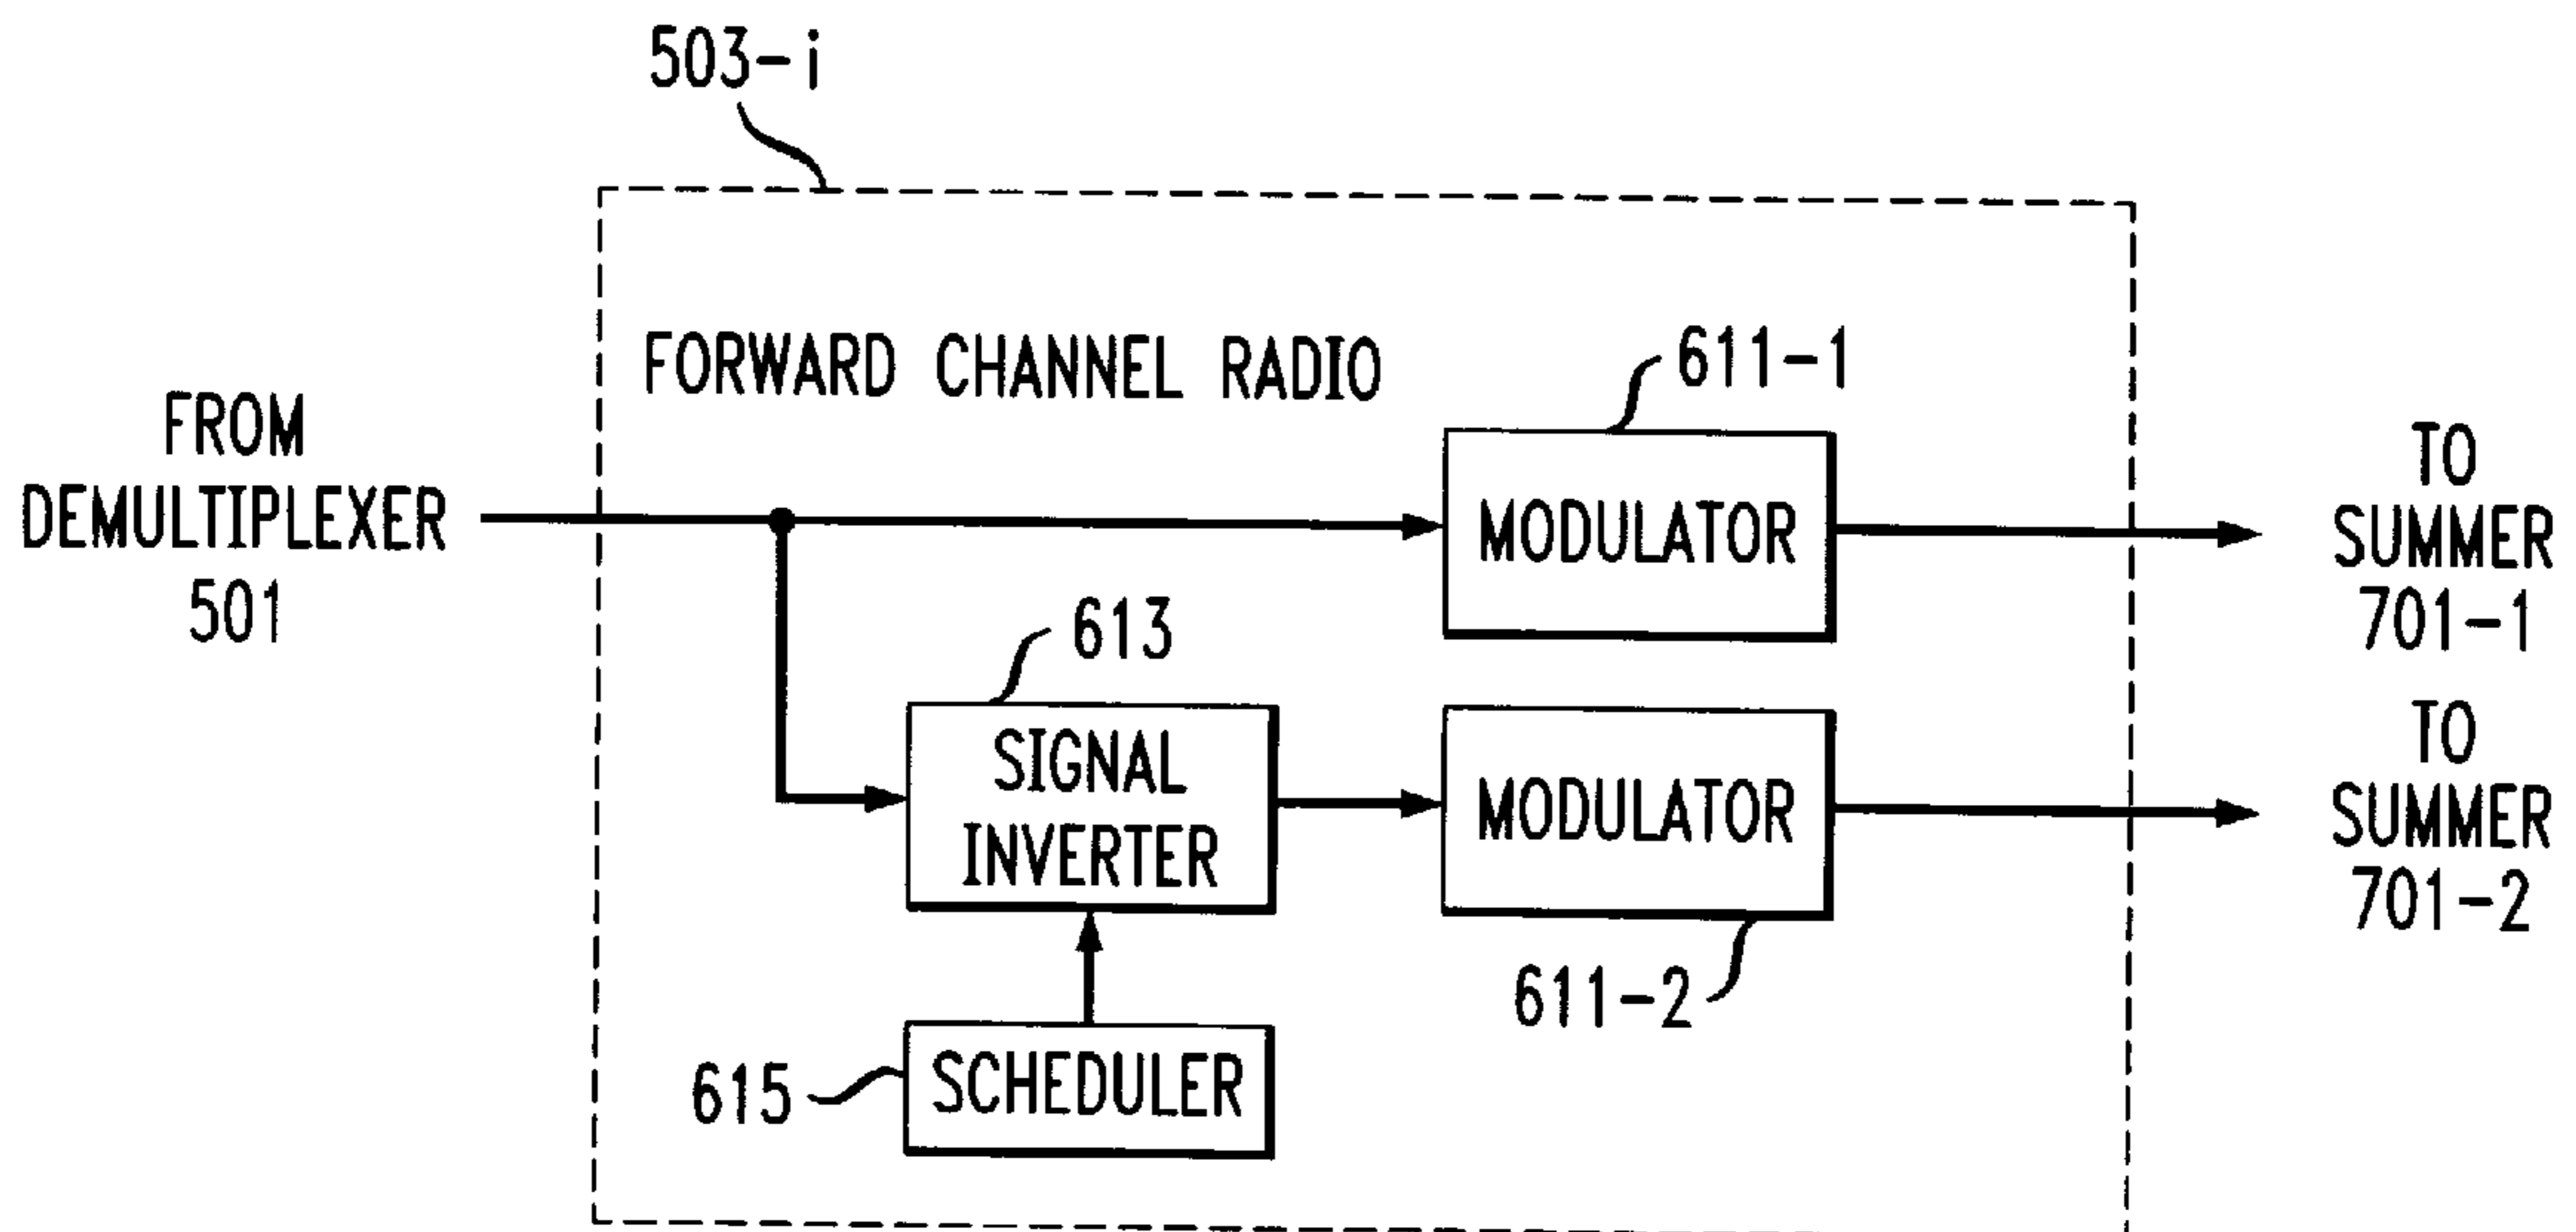 503-i
FORWARD CHANNEL RADIO
611-1
FROM
DEMULTIPLEXER
501
MODULATOR
TO
SUMMER
701-1
613
SIGNAL
INVERTER
MODULATOR
TO
SUMMER
701-2
611-2
615
SCHEDULER